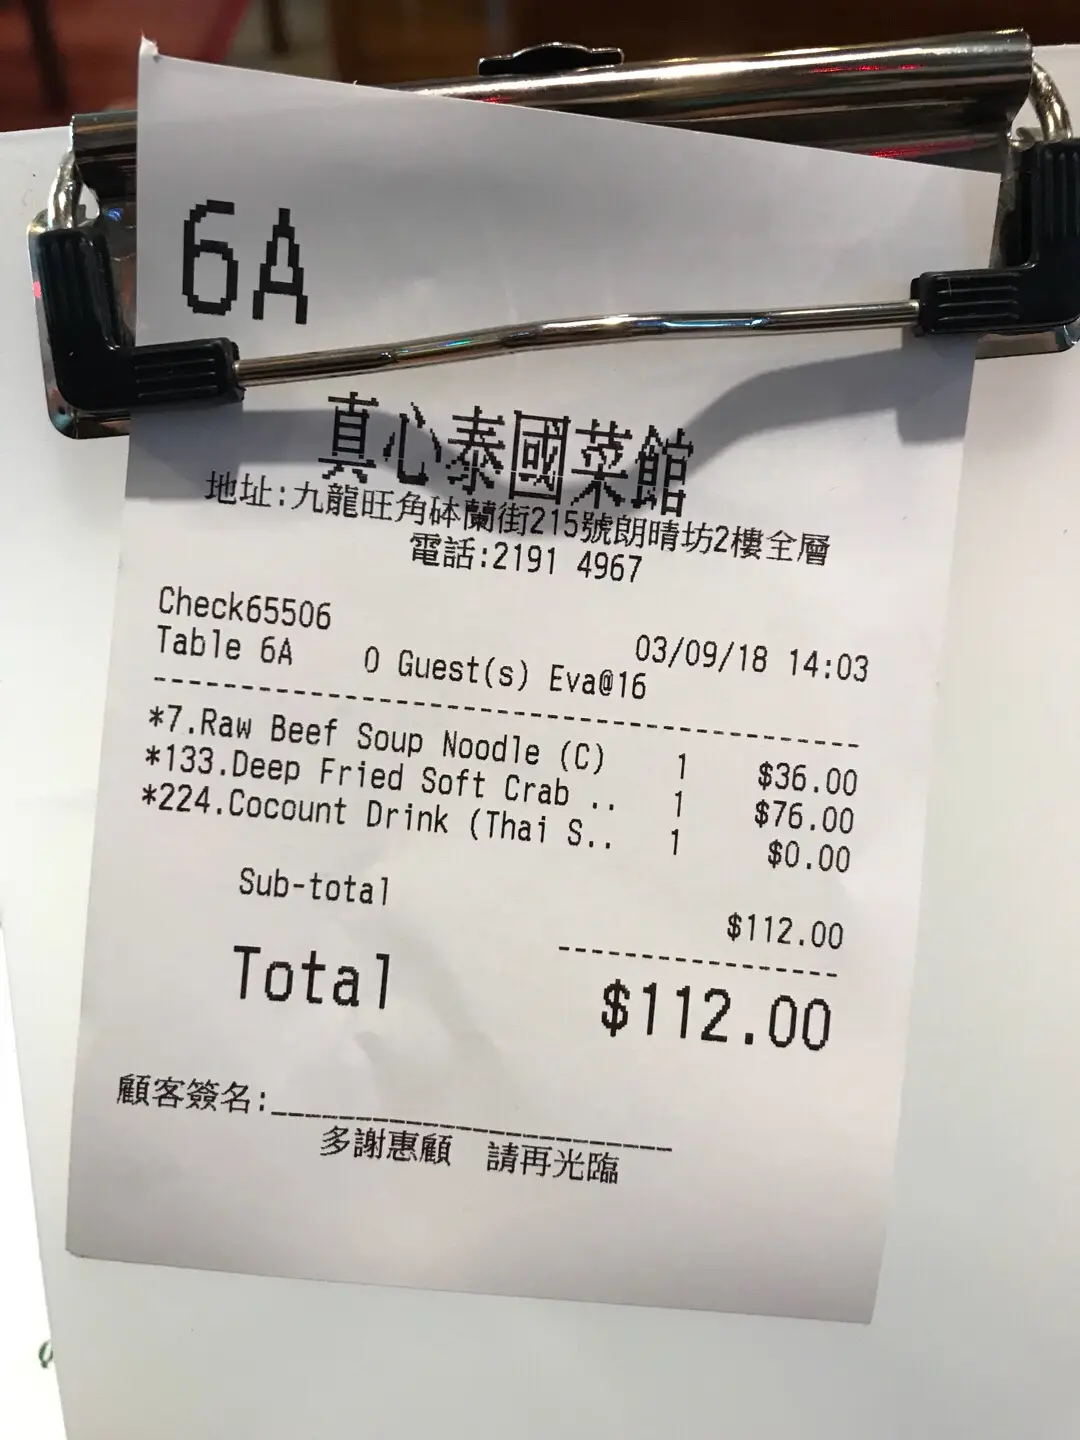 6A
真心泰國菜館
地址:九龍旺角砵蘭街215號朗晴坊2樓全層
電話:2191 4967
Check65506
03/09/18 14:03
Table 6A 0 Guest(s) Eva@16
*7.Raw Beef Soup Noodle (C) 1 $36.00
*133.Deep Fried Soft Crab .. 1 $76.00
*224.Cocount Drink (Thai S.. 1 $0.00
Sub-total $112.00
Total $112.00
顧客簽名:
多謝惠顧 請再光臨